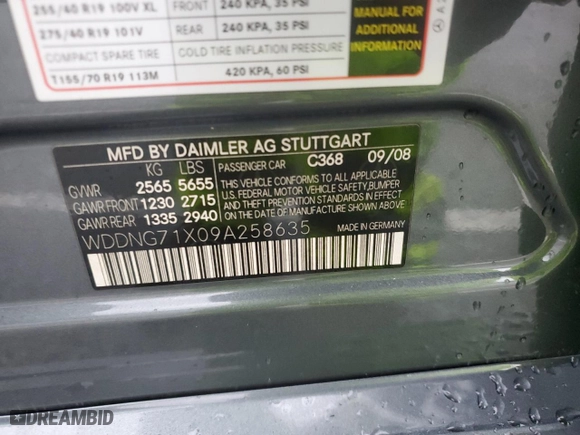 255/40 R19 100V XL FRONT 240 KPA, 35 PSI
275/40 R19 101V REAR 240 KPA, 35 PSI
COMPACT SPARE TIRE COLD TIRE INFLATION PRESSURE
T155/70 R19 113M 420 KPA, 60 PSI
MANUAL FOR
ADDITIONAL
INFORMATION
A 2
MFD BY DAIMLER AG STUTTGART
KG LBS PASSENGER CAR C368 09/08
GVWR 2565 5655
GAWR FRONT 1230 2715
GAWR REAR 1335 2940
THIS VEHICLE CONFORMS TO ALL APPLICABLE
U.S. FEDERAL MOTOR VEHICLE SAFETY, BUMPER
AND THEFT PREVENTION STANDARDS IN EFFECT
ON THE DATE OF MANUFACTURE SHOWN ABOVE.
WDDNG71X09A258635 MADE IN GERMANY
DREAMBID